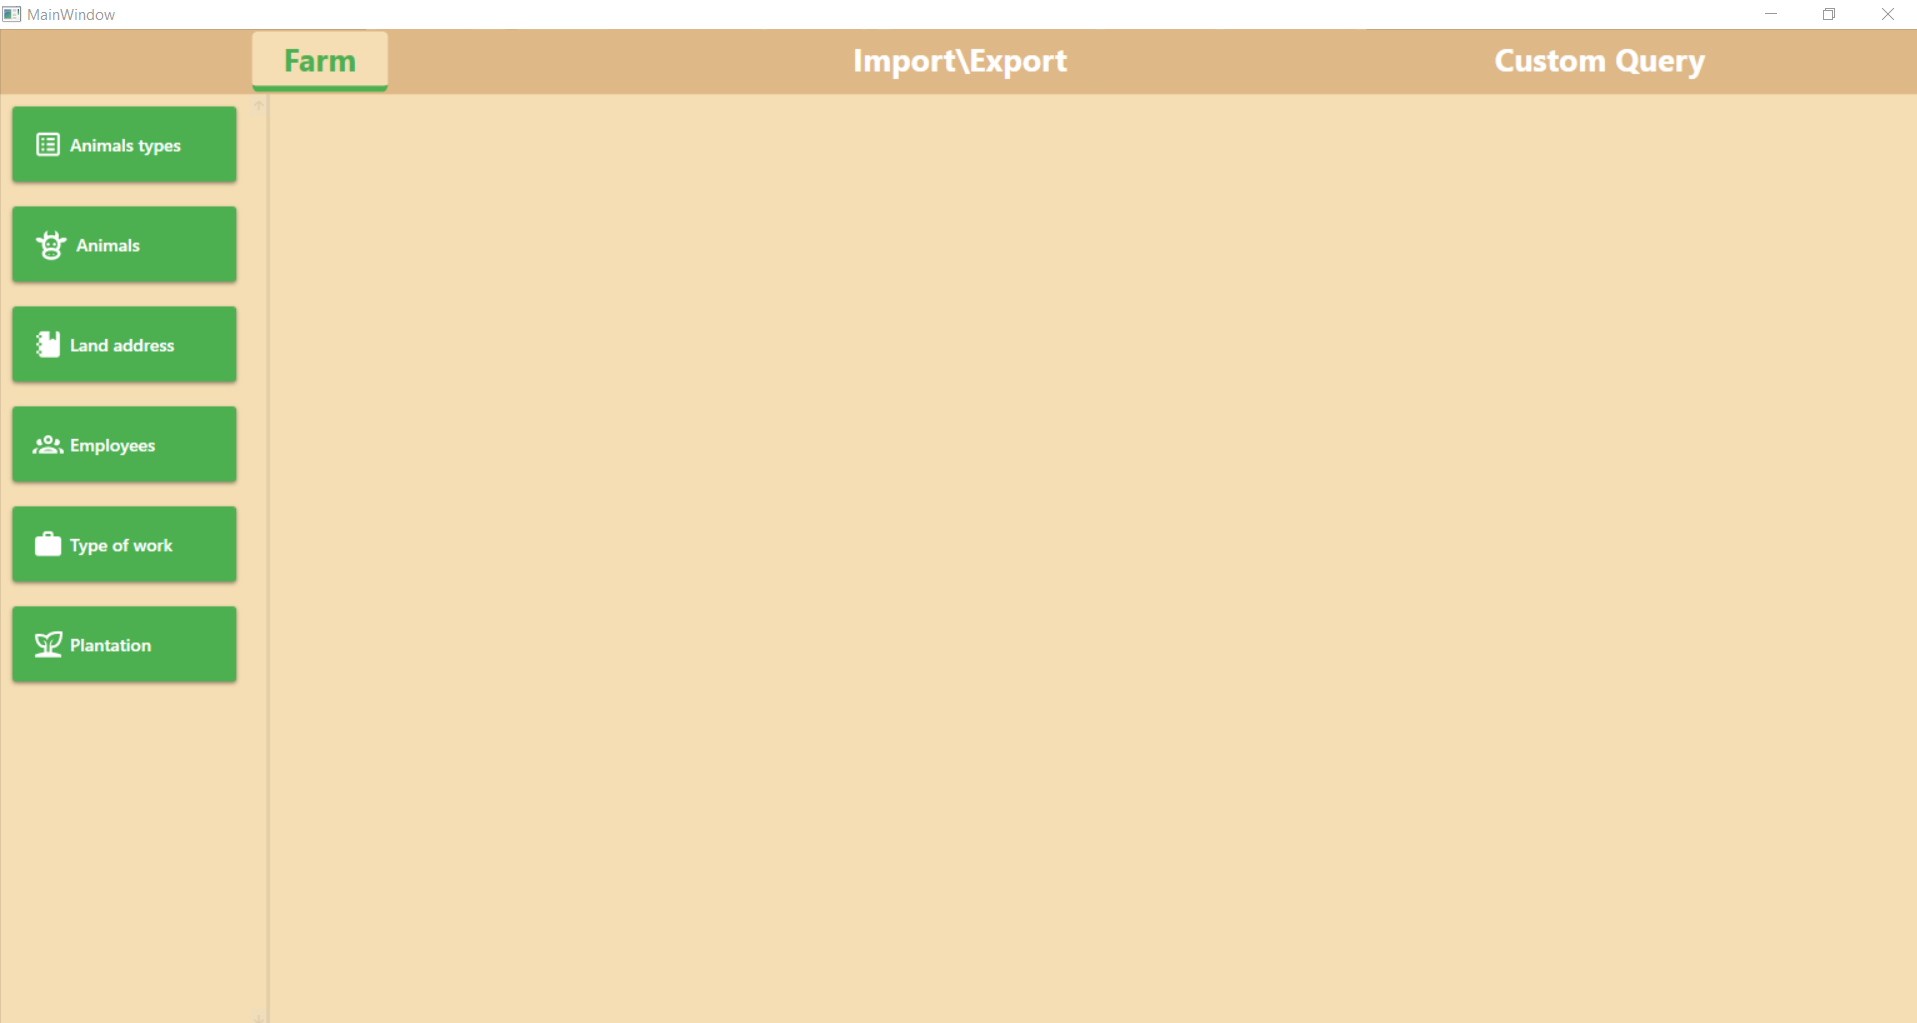 MainWindow
Farm
Import\Export
Custom Query
Animals types
Animals
Land address
Employees
Type of work
Plantation